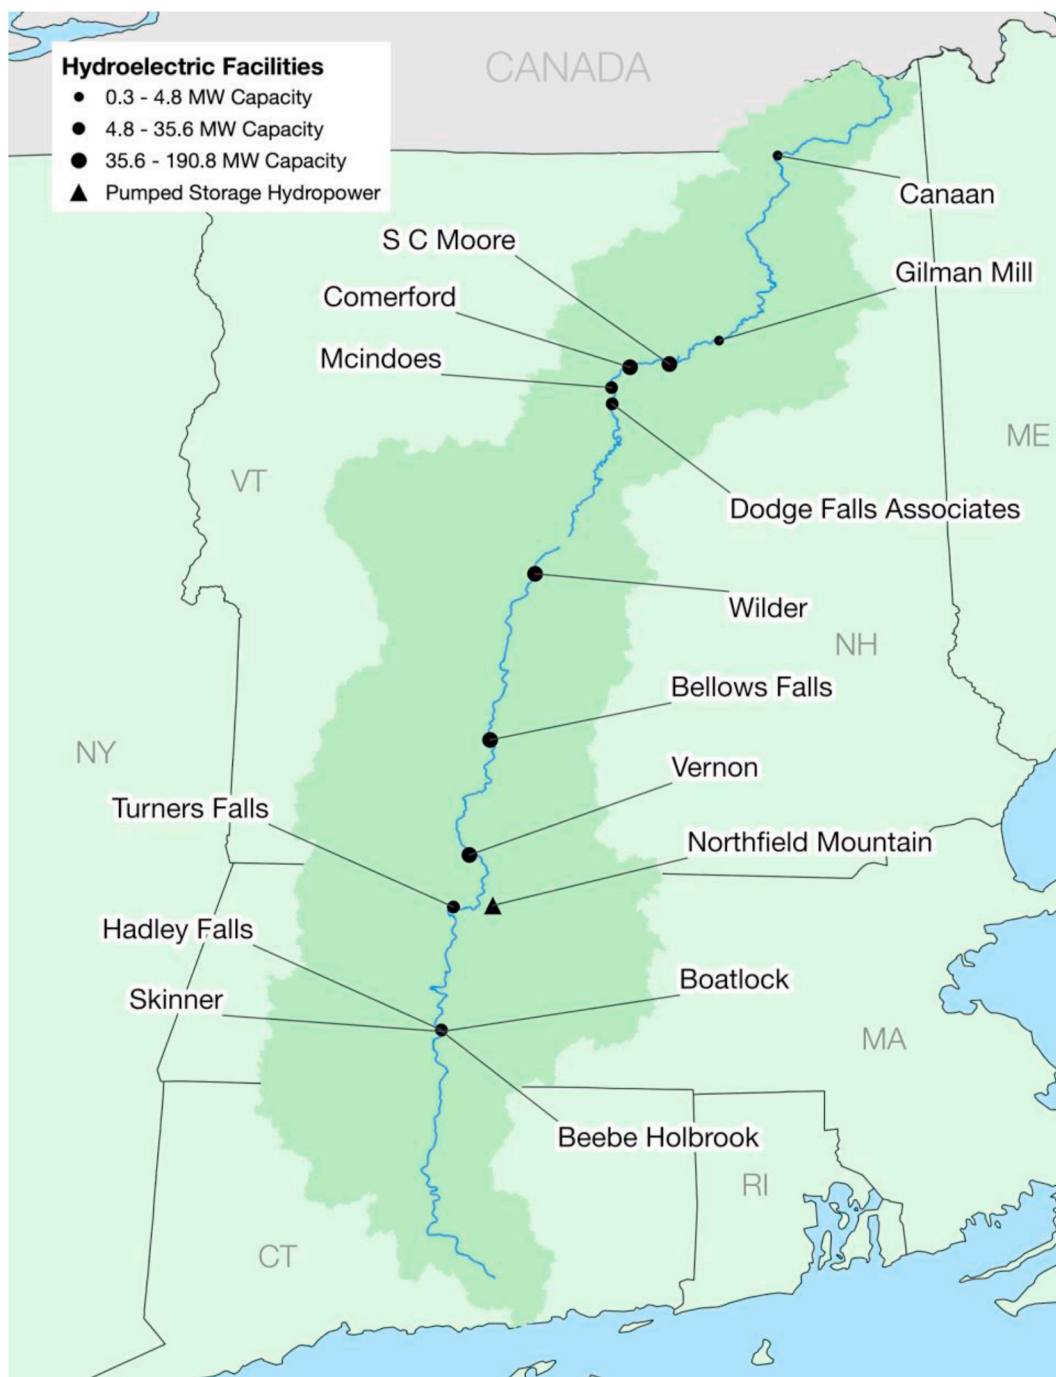 CANADA
Hydroelectric Facilities
0.3 - 4.8 MW Capacity
4.8 - 35.6 MW Capacity
35.6 - 190.8 MW Capacity
Pumped Storage Hydropower
Canaan
S C Moore
Gilman Mill
Comerford
Mcindoes
ME
VT
Dodge Falls Associates
Wilder
NH
Bellows Falls
NY
Vernon
Turners Falls
Northfield Mountain
Hadley Falls
Boatlock
Skinner
MA
Beebe Holbrook
RI
CT